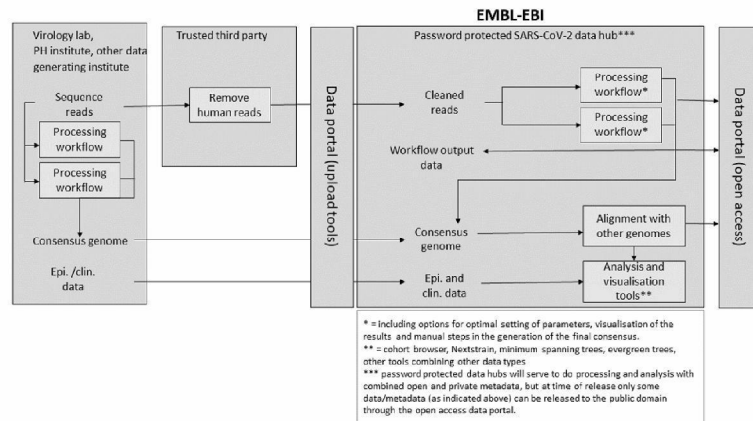 EMBL-EBI
Virology lab,
PH institute, other data
generating institute
Sequence
reads
Processing
workflow
Processing
workflow
Consensus genome
Epi. /clin.
data
Trusted third party
Remove
human reads
Data portal (upload tools)
Password protected SARS-CoV-2 data hub***
Cleaned
reads
Processing
workflow*
Processing
workflow*
Workflow output
data
Consensus
genome
Alignment with
other genomes
Epi. and
clin. data
Analysis and
visualisation
tools**
Data portal (open
access)
* = including options for optimal setting of parameters, visualisation of the
results and manual steps in the generation of the final consensus.
** = cohort browser, Nextstrain, minimum spanning trees, evergreen trees,
other tools combining other data types
*** password protected data hubs will serve to do processing and analysis with
combined open and private metadata, but at time of release only some
data/metadata (as indicated above) can be released to the public domain
through the open access data portal.